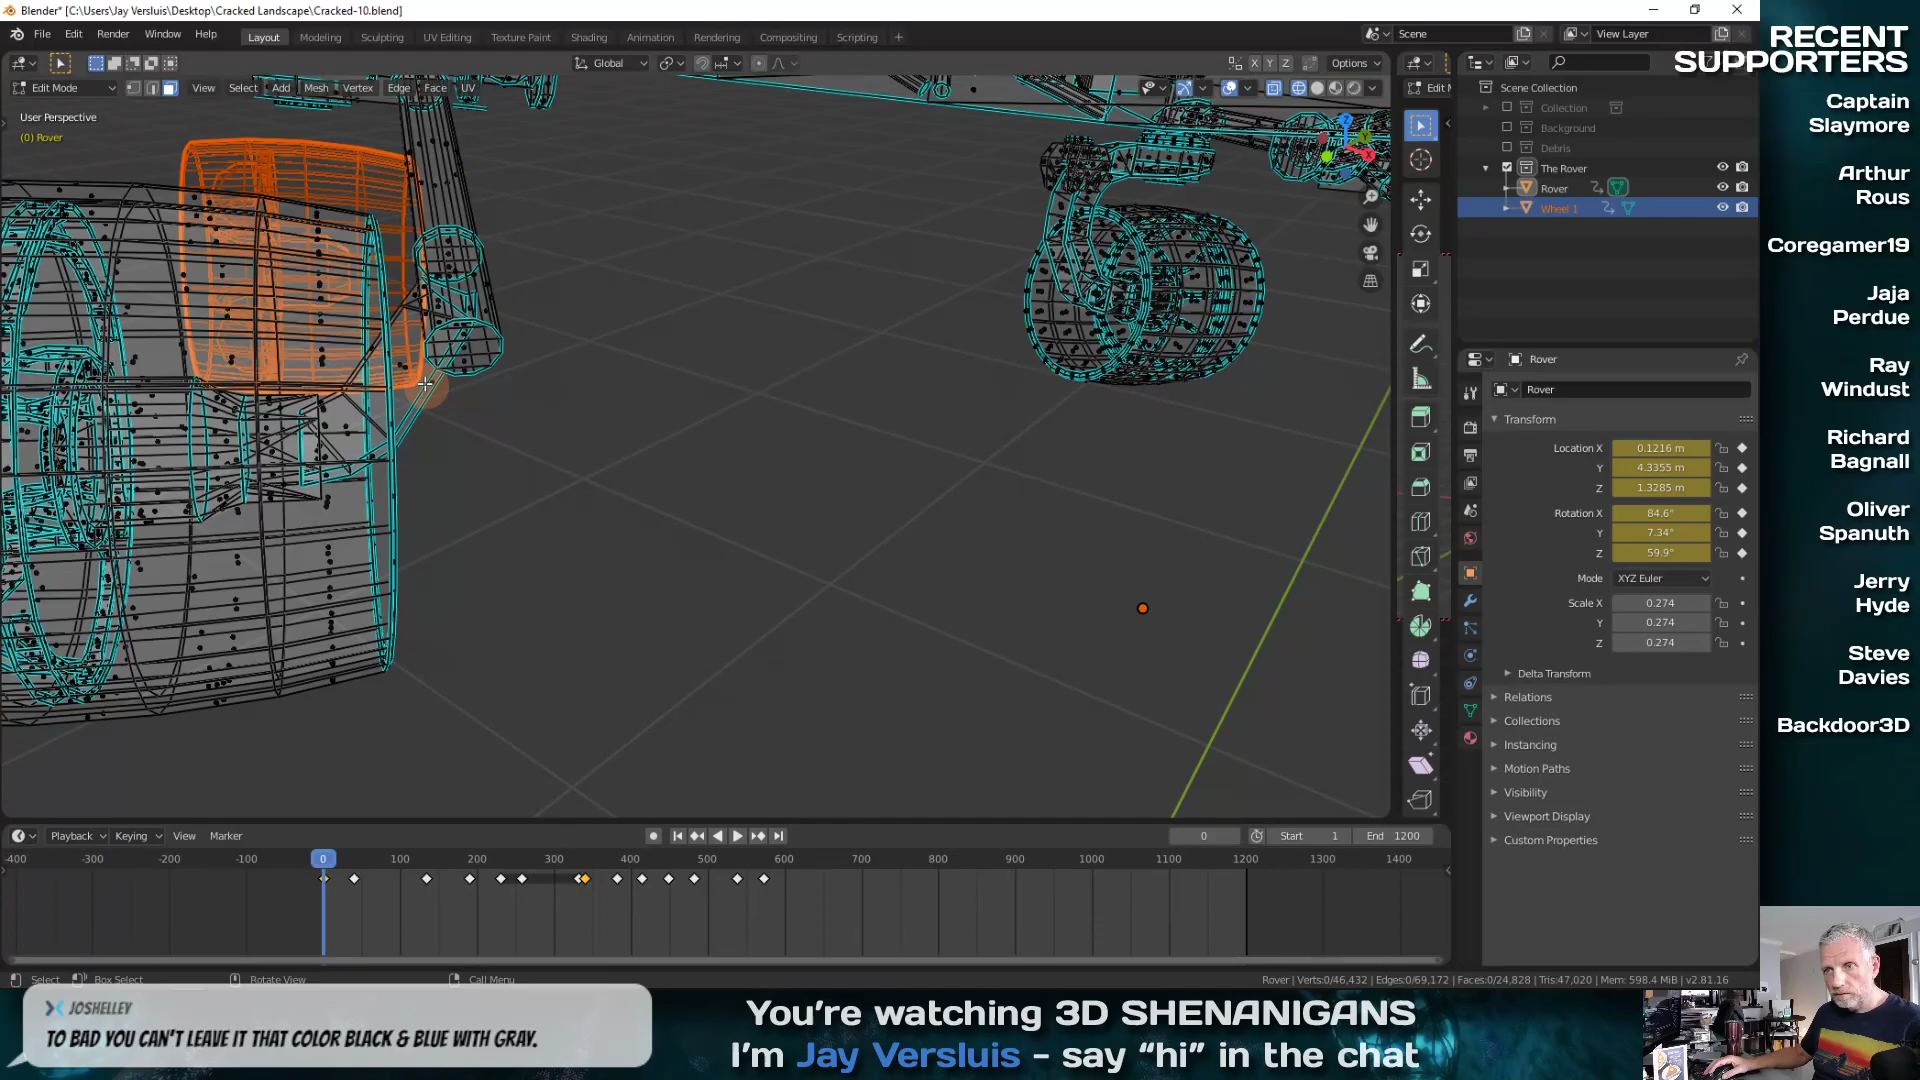 Blender* [C:\Users\Jay Versluis\Desktop\Cracked Landscape\Cracked-10.blend]
File Edit Render Window Help Layout Modeling Sculpting UV Editing Texture Paint Shading Animation Rendering Compositing Scripting + Scene View Layer
Global X Y Z Options
Edit Mode View Select Add Mesh Vertex Edge Face UV
User Perspective
(0) Rover
Scene Collection
Collection
Background
Debris
The Rover
Rover
Wheel 1
Rover
Rover
Transform
Location X 0.1216 m
Y 4.3355 m
Z 1.3285 m
Rotation X 84.6°
Y 7.34°
Z 59.9°
Mode XYZ Euler
Scale X 0.274
Y 0.274
Z 0.274
Delta Transform
Relations
Collections
Instancing
Motion Paths
Visibility
Viewport Display
Custom Properties
Playback Keying View Marker 0 Start 1 End 1200
-400 -300 -200 -100 0 100 200 300 400 500 600 700 800 900 1000 1100 1200 1300 1400
Select Box Select Rotate View Call Menu
Rover | Verts:0/46,432 | Edges:0/69,172 | Faces:0/24,828 | Tris:47,020 | Mem: 598.4 MiB | v2.81.16
RECENT
SUPPORTERS
Captain
Slaymore
Arthur
Rous
Coregamer19
Jaja
Perdue
Ray
Windust
Richard
Bagnall
Oliver
Spanuth
Jerry
Hyde
Steve
Davies
Backdoor3D
JOSHELLEY
TO BAD YOU CAN'T LEAVE IT THAT COLOR BLACK & BLUE WITH GRAY.
You're watching 3D SHENANIGANS
I'm Jay Versluis – say "hi" in the chat